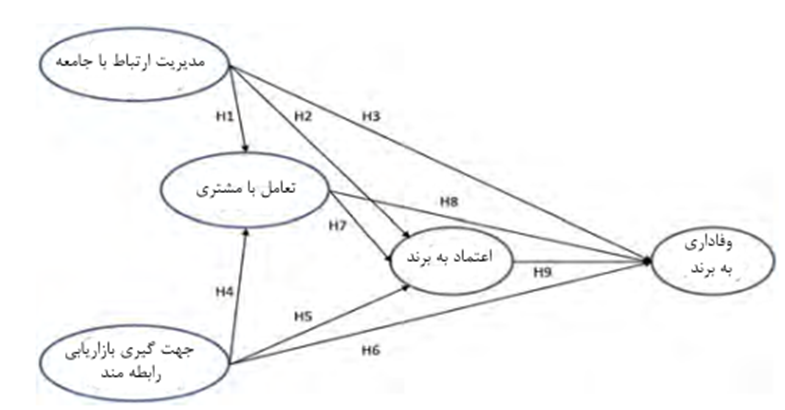 مدیریت ارتباط با جامعه
H1
H2
H3
تعامل با مشتری
H8
H7
وفاداری
به برند
اعتماد به برند
H9
H4
H5
جهت گیری بازاریابی
رابطه مند
H6